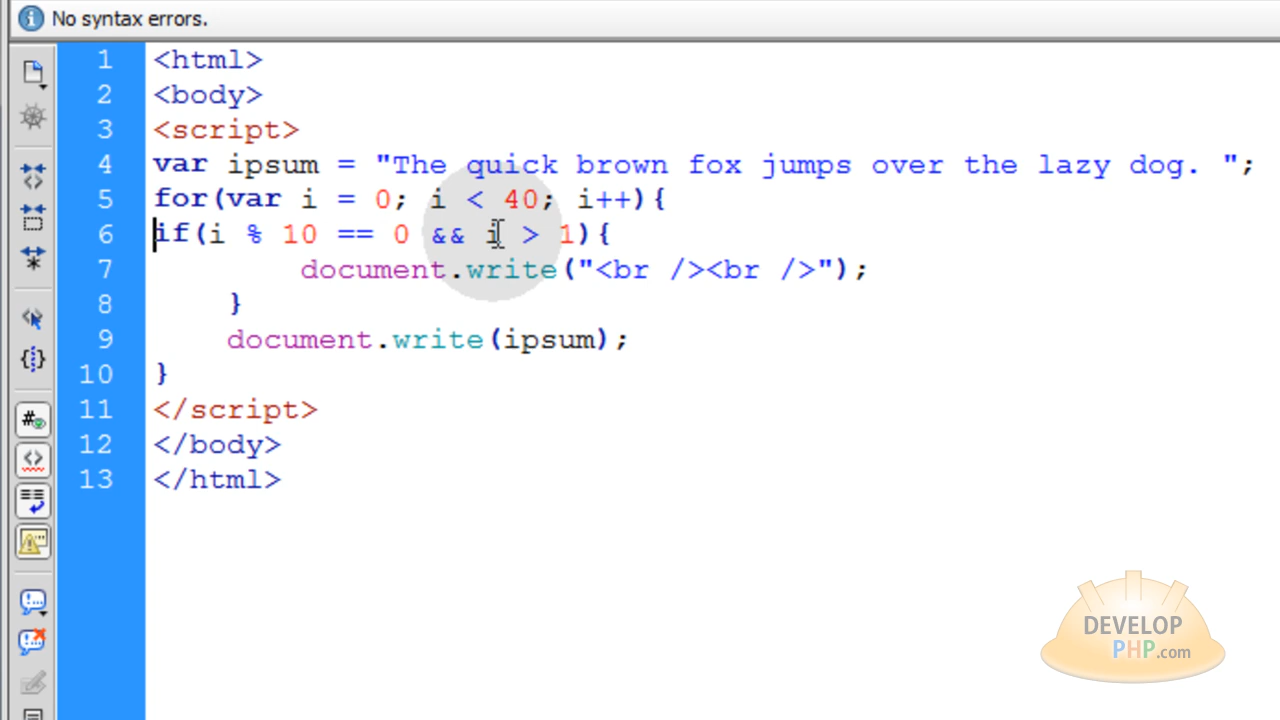 No syntax errors.
1 <html>
2 <body>
3 <script>
4 var ipsum = "The quick brown fox jumps over the lazy dog. ";
5 for(var i = 0; i < 40; i++){
6 if(i % 10 == 0 && i > 1){
7 document.write("<br /><br />");
8 }
9 document.write(ipsum);
10 }
11 </script>
12 </body>
13 </html>
DEVELOP
PHP.com